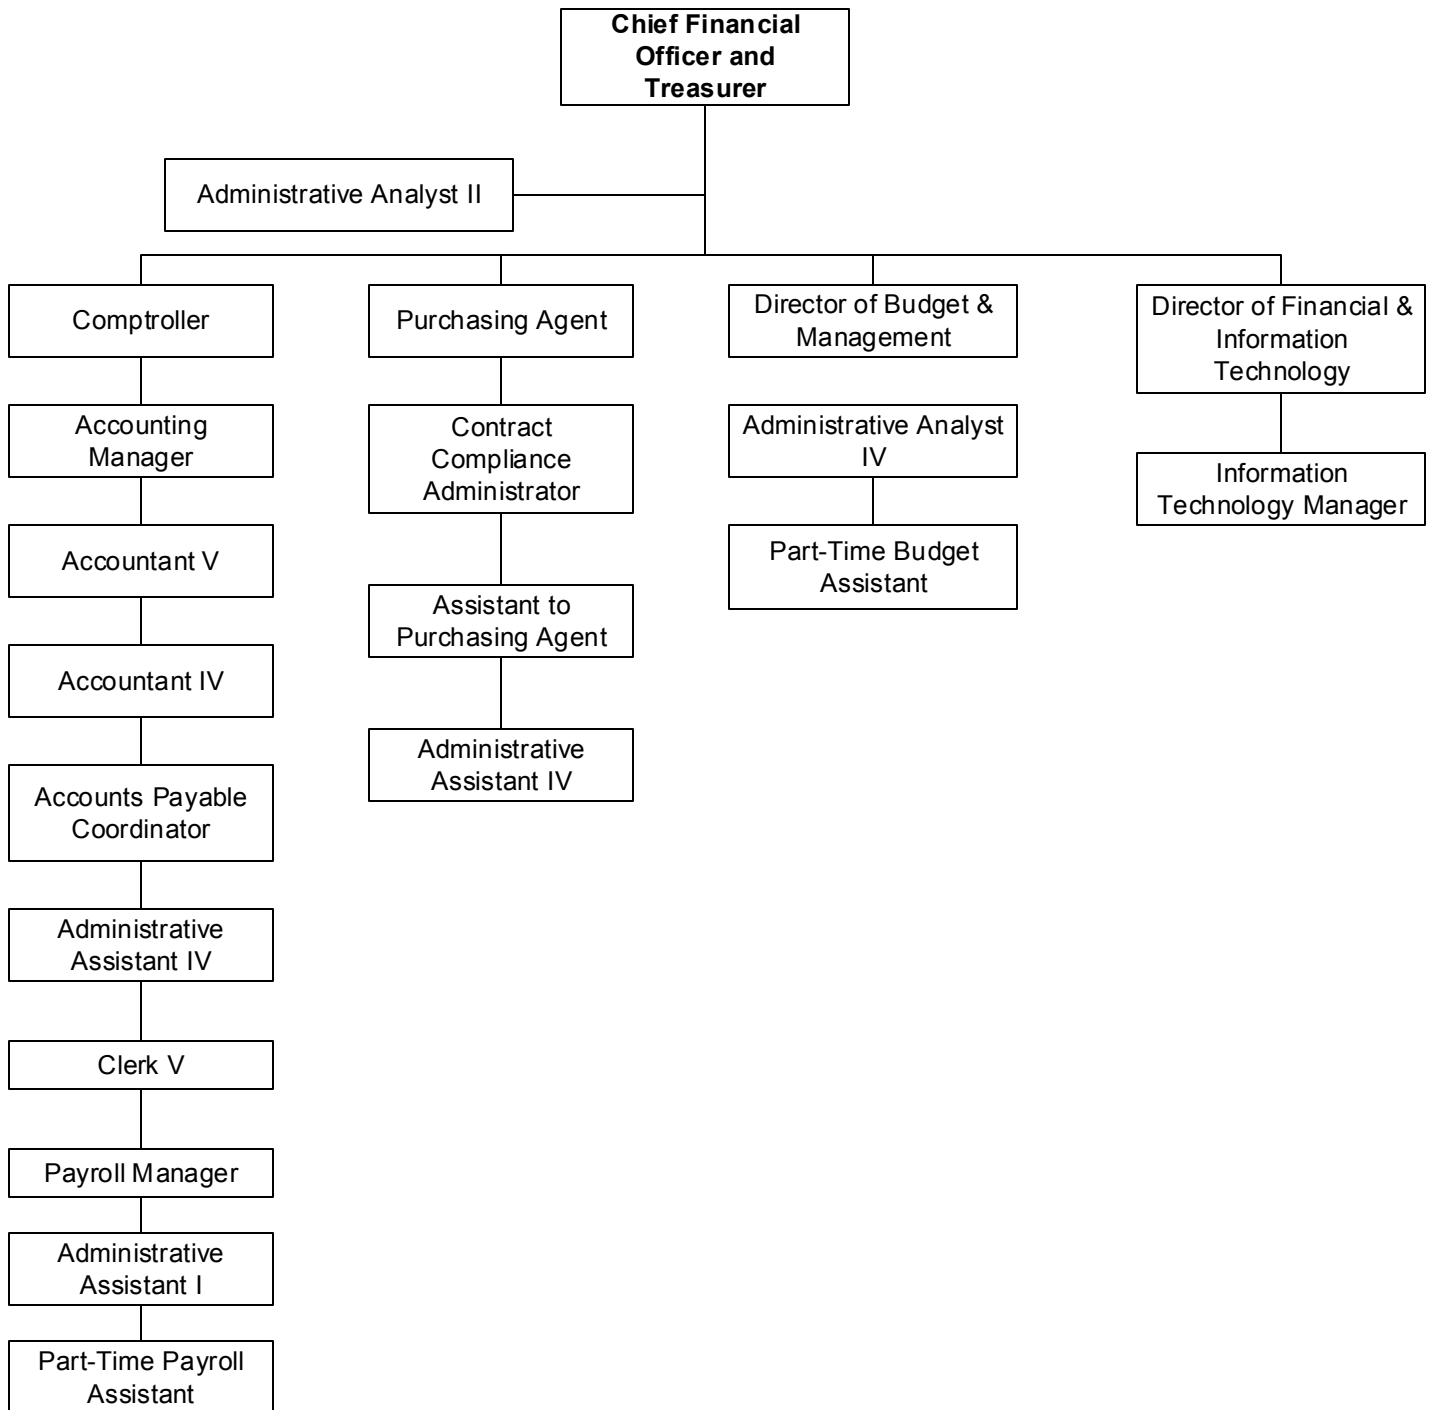 Chief Financial
Officer and
Treasurer
Administrative Analyst II
Comptroller
Purchasing Agent
Director of Budget &
Management
Director of Financial &
Information
Technology
Accounting
Manager
Contract
Compliance
Administrator
Administrative Analyst
IV
Information
Technology Manager
Accountant V
Assistant to
Purchasing Agent
Part-Time Budget
Assistant
Accountant IV
Administrative
Assistant IV
Accounts Payable
Coordinator
Administrative
Assistant IV
Clerk V
Payroll Manager
Administrative
Assistant I
Part-Time Payroll
Assistant